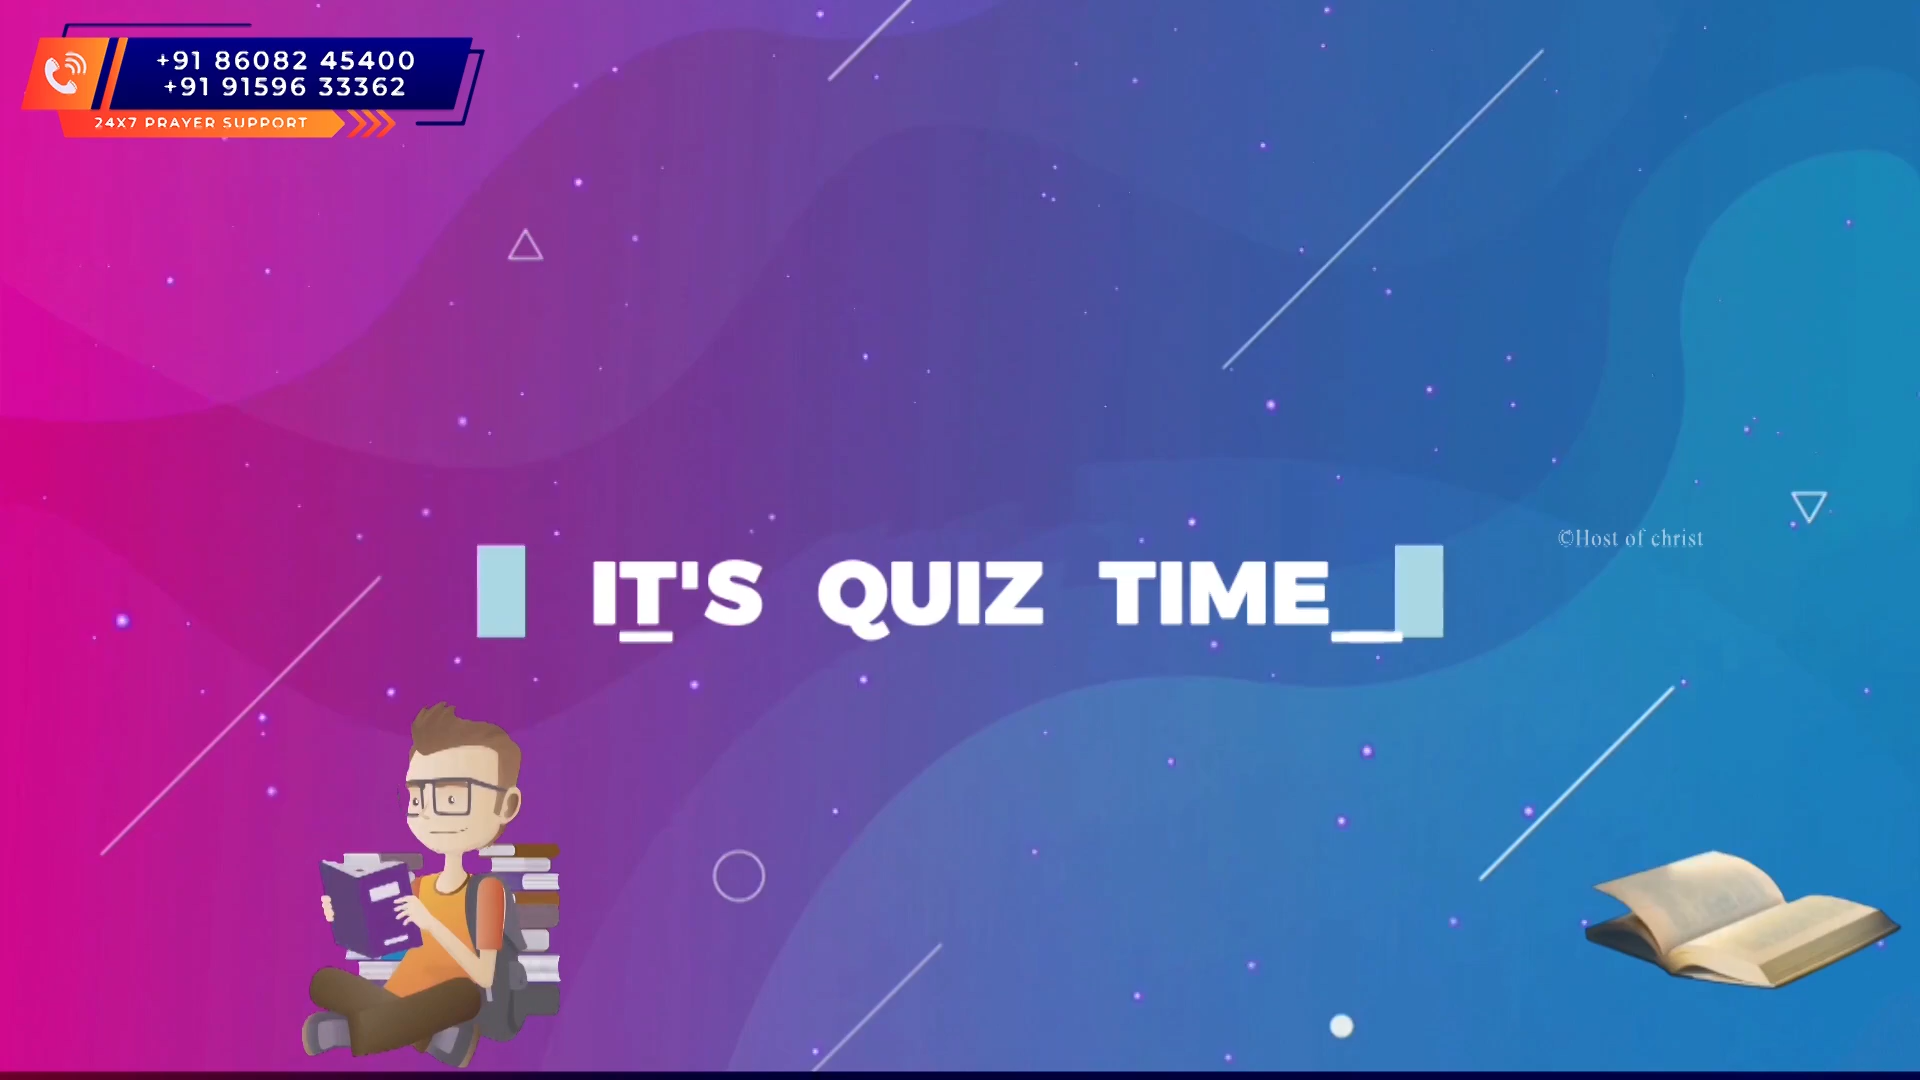 +91 86082 45400
+91 91596 33362
24X7 PRAYER SUPPORT
©Host of christ
IT'S QUIZ TIME_